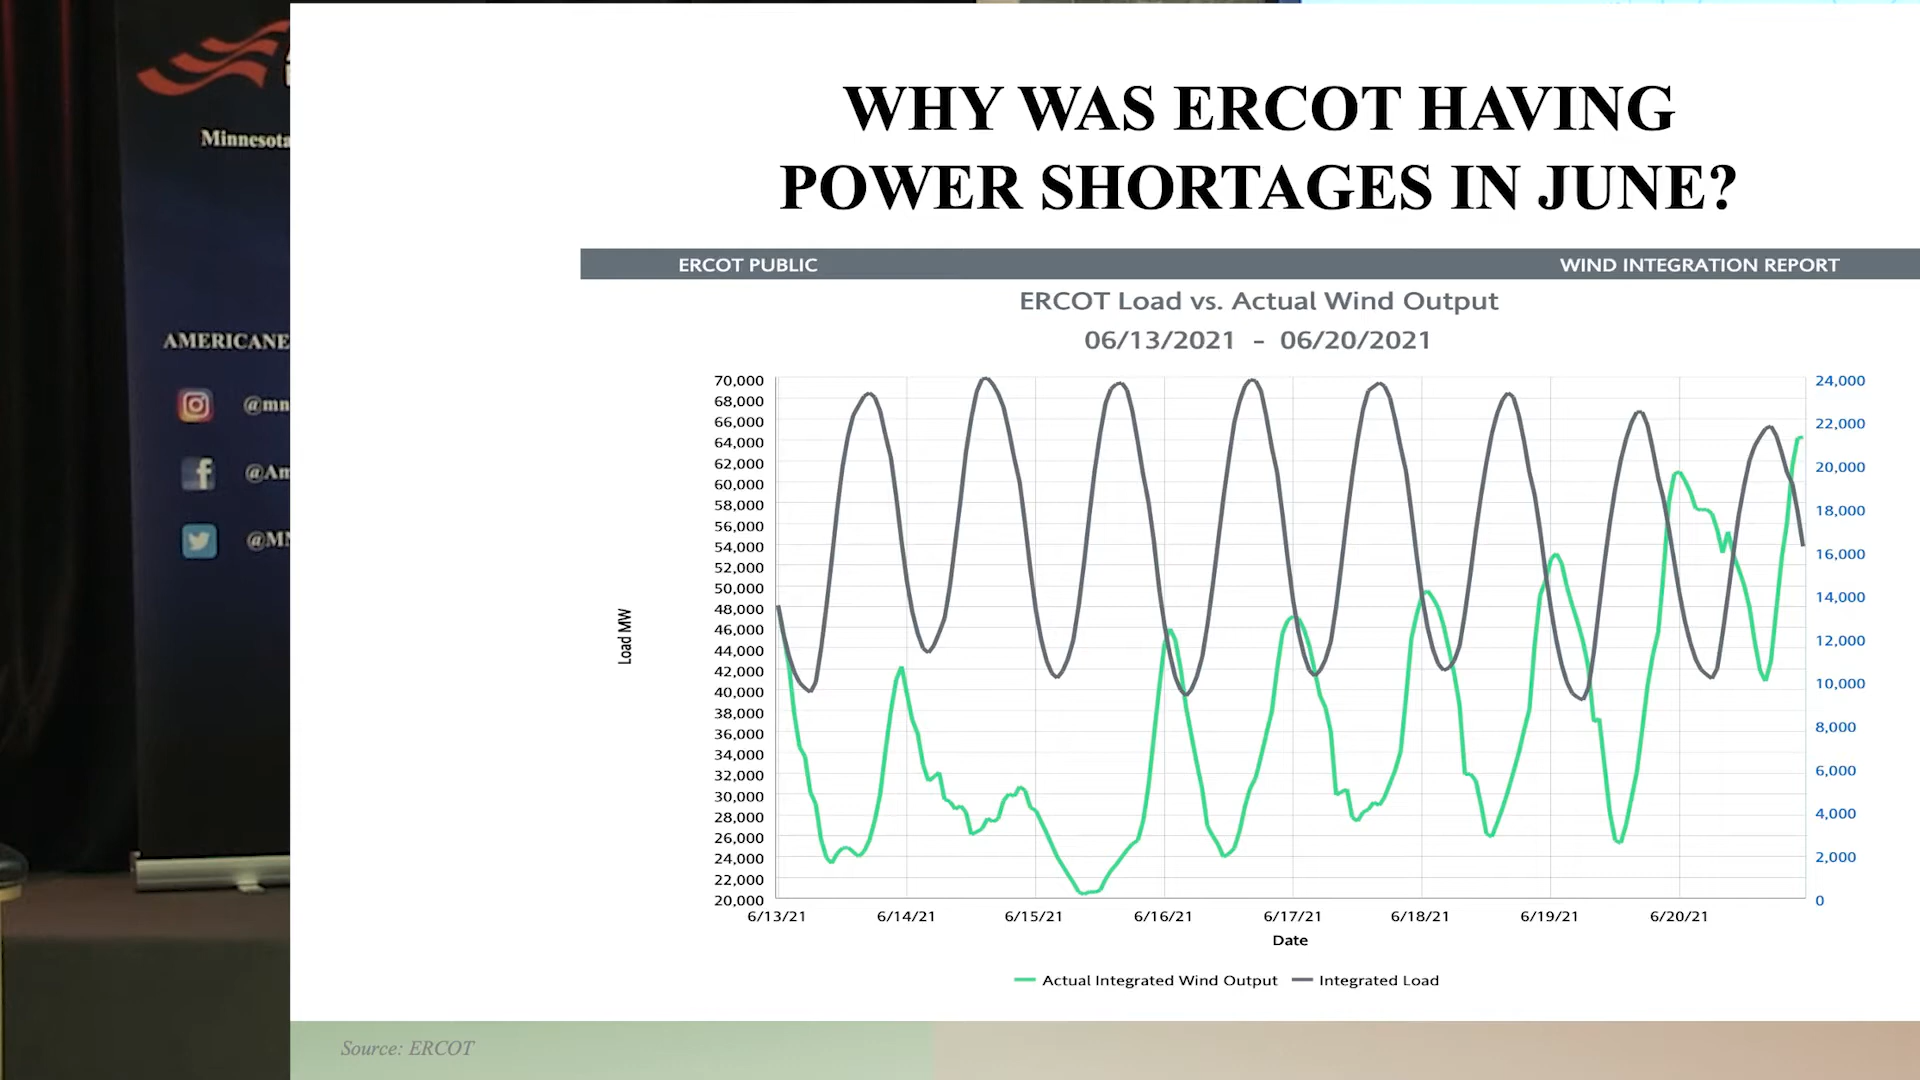 Minnesota
AMERICANE
@mn
@Am
@MN
WHY WAS ERCOT HAVING
POWER SHORTAGES IN JUNE?
ERCOT PUBLIC
WIND INTEGRATION REPORT
ERCOT Load vs. Actual Wind Output
06/13/2021 - 06/20/2021
70,000
68,000
66,000
64,000
62,000
60,000
58,000
56,000
54,000
52,000
50,000
48,000
46,000
44,000
42,000
40,000
38,000
36,000
34,000
32,000
30,000
28,000
26,000
24,000
22,000
20,000
Load MW
24,000
22,000
20,000
18,000
16,000
14,000
12,000
10,000
8,000
6,000
4,000
2,000
0
6/13/21 6/14/21 6/15/21 6/16/21 6/17/21 6/18/21 6/19/21 6/20/21
Date
Actual Integrated Wind Output Integrated Load
Source: ERCOT